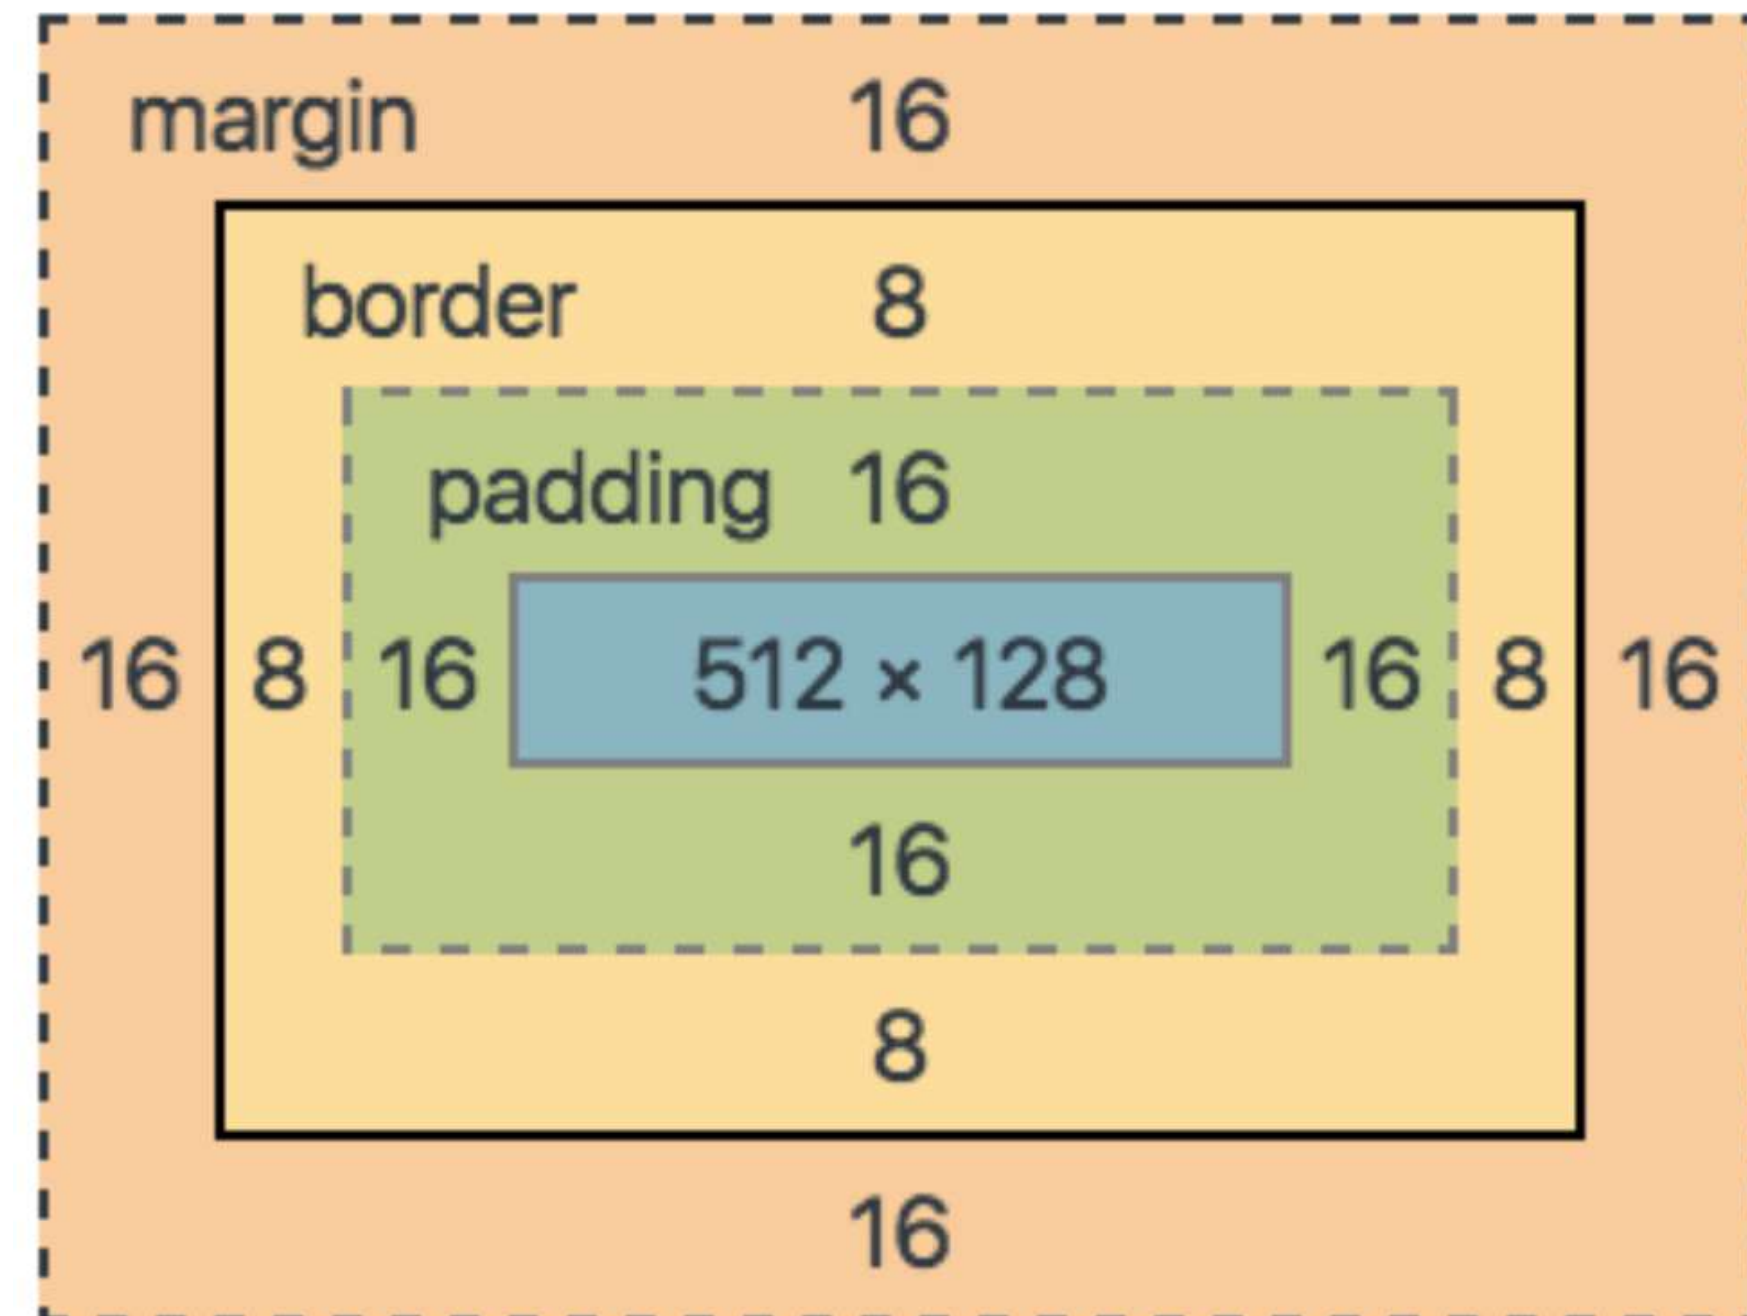 margin 16
border 8
padding 16
16 8 16 512 × 128 16 8 16
16
8
16